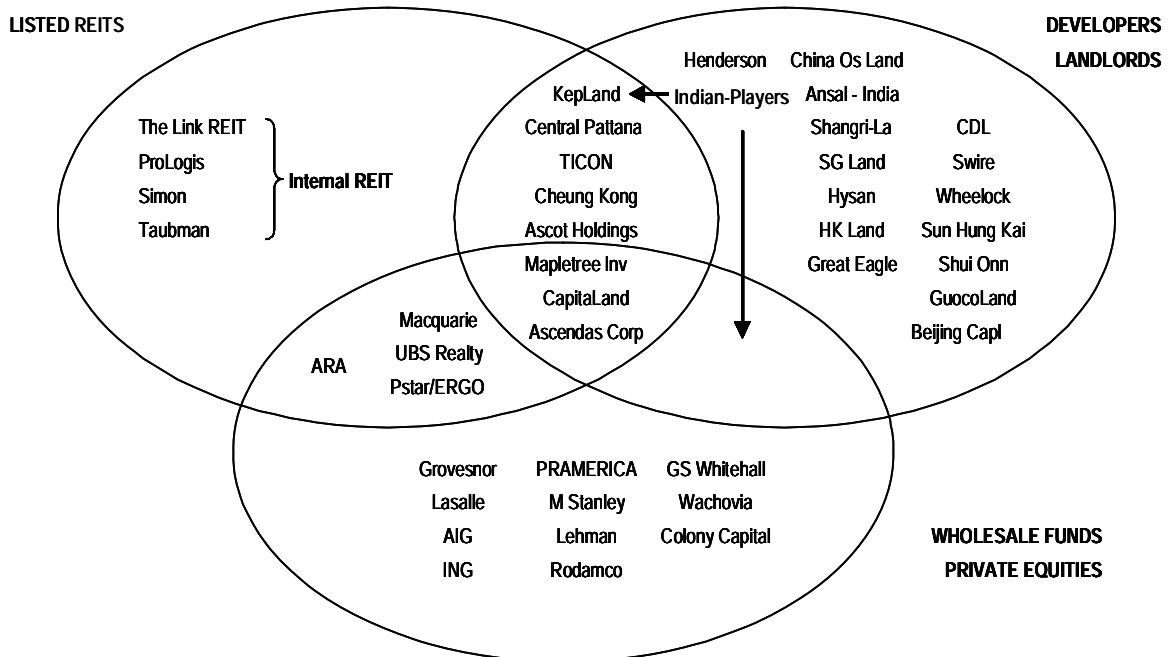 LISTED REITS
DEVELOPERS
LANDLORDS
Henderson
China Os Land
KepLand
Indian-Players
Ansal - India
The Link REIT
ProLogis
Simon
Taubman
Internal REIT
Central Pattana
TICON
Cheung Kong
Ascot Holdings
Shangri-La
SG Land
Hysan
HK Land
Great Eagle
CDL
Swire
Wheelock
Sun Hung Kai
Shui Onn
GuocoLand
Beijing Capl
Mapletree Inv
CapitaLand
Ascendas Corp
ARA
Macquarie
UBS Realty
Pstar/ERGO
Grovesnor
Lasalle
AIG
ING
PRAMERICA
M Stanley
Lehman
Rodamco
GS Whitehall
Wachovia
Colony Capital
WHOLESALE FUNDS
PRIVATE EQUITIES